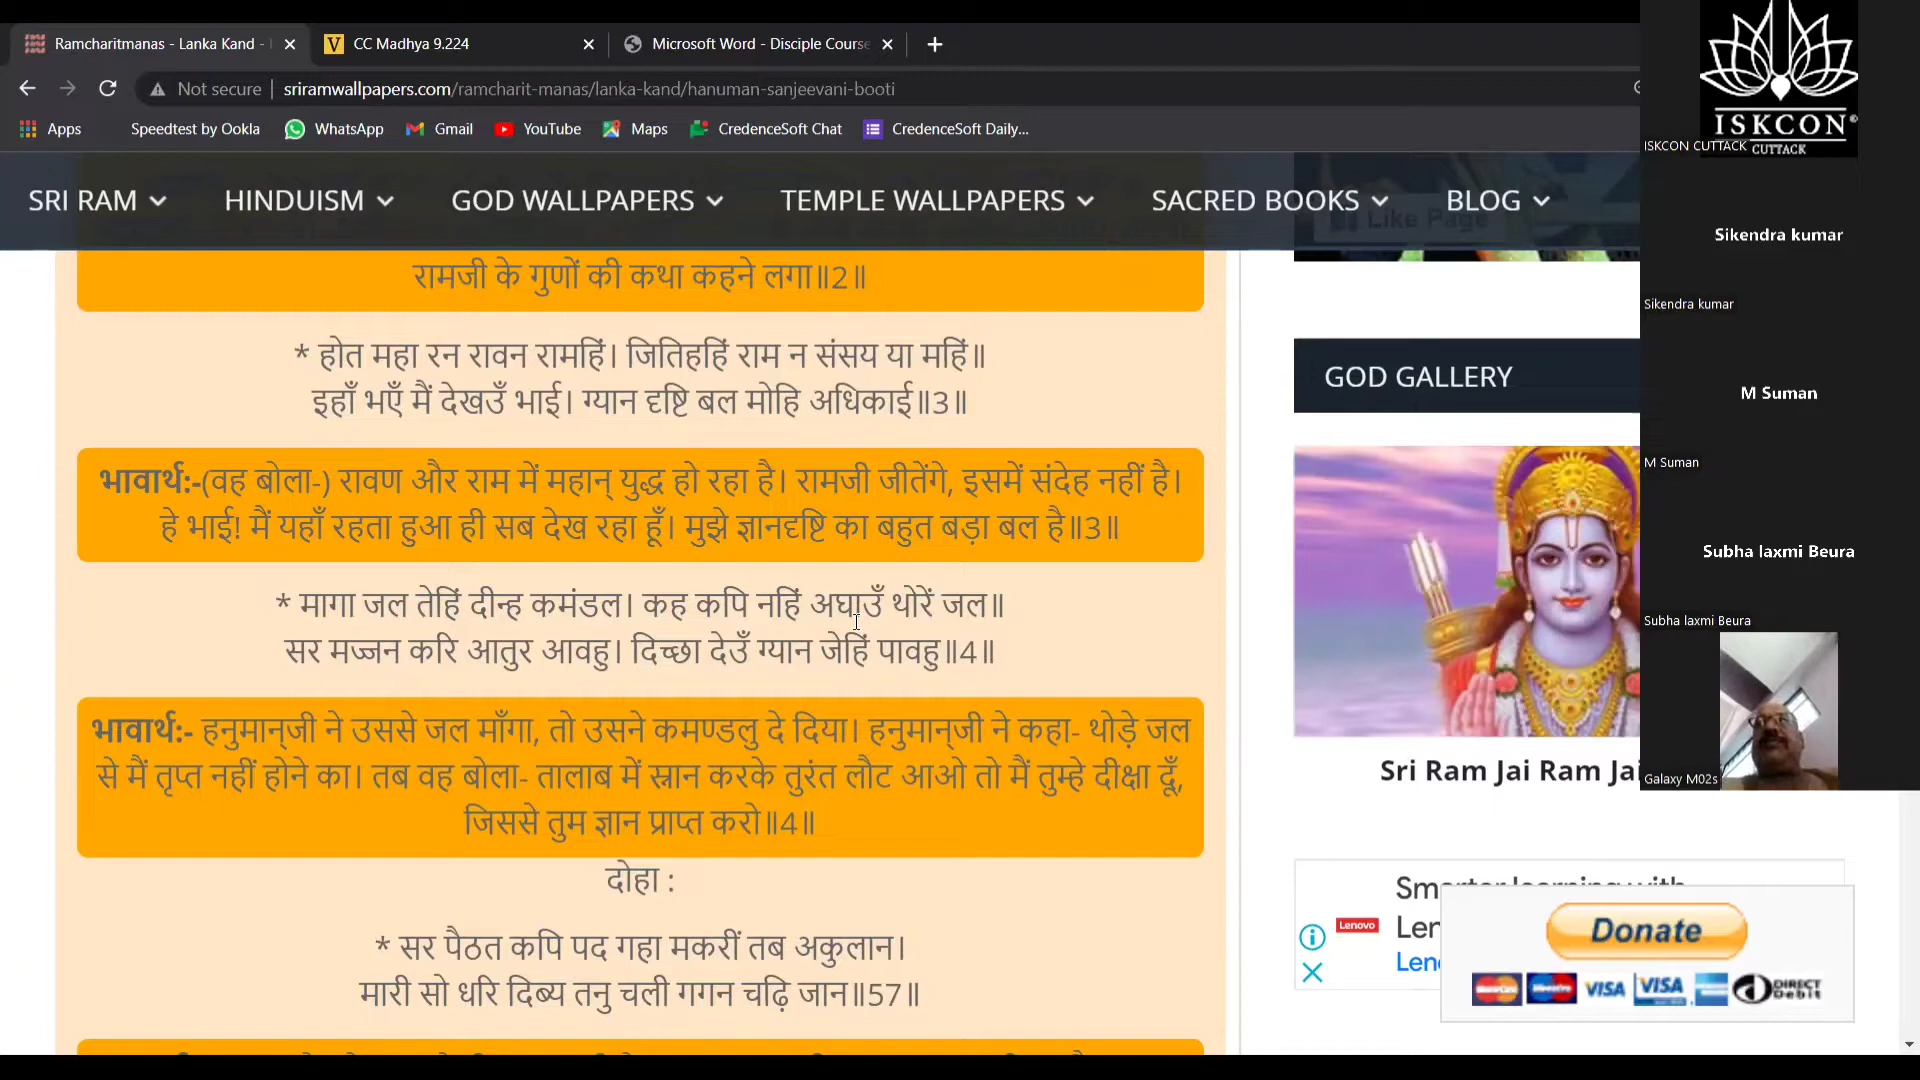 Ramcharitmanas - Lanka Kand -
CC Madhya 9.224
Microsoft Word - Disciple Course
Not secure
sriramwallpapers.com/ramcharit-manas/lanka-kand/hanuman-sanjeevani-booti
Apps
Speedtest by Ookla
WhatsApp
Gmail
YouTube
Maps
CredenceSoft Chat
CredenceSoft Daily...
SRI RAM
HINDUISM
GOD WALLPAPERS
TEMPLE WALLPAPERS
SACRED BOOKS
BLOG
Like Page
रामजी के गुणों की कथा कहने लगा॥2॥
* होत महा रन रावन रामहिं। जितिहहिं राम न संसय या महिं॥
इहाँ भएँ मैं देखउँ भाई। ग्यान दृष्टि बल मोहि अधिकाई॥3॥
भावार्थ:-(वह बोला-) रावण और राम में महान् युद्ध हो रहा है। रामजी जीतेंगे, इसमें संदेह नहीं है।
हे भाई! मैं यहाँ रहता हुआ ही सब देख रहा हूँ। मुझे ज्ञानदृष्टि का बहुत बड़ा बल है॥3॥
* मागा जल तेहिं दीन्ह कमंडल। कह कपि नहिं अघाउँ थोरें जल॥
सर मज्जन करि आतुर आवहु। दिच्छा देउँ ग्यान जेहिं पावहु॥4॥
भावार्थ:- हनुमान्‌जी ने उससे जल माँगा, तो उसने कमण्डलु दे दिया। हनुमान्‌जी ने कहा- थोड़े जल
से मैं तृप्त नहीं होने का। तब वह बोला- तालाब में स्नान करके तुरंत लौट आओ तो मैं तुम्हे दीक्षा दूँ,
जिससे तुम ज्ञान प्राप्त करो॥4॥
दोहा :
* सर पैठत कपि पद गहा मकरीं तब अकुलान।
मारी सो धरि दिब्य तनु चली गगन चढ़ि जान॥57॥
GOD GALLERY
Sri Ram Jai Ram Jai
Lenovo
Donate
VISA
VISA
DIRECT
Debit
ISKCON
CUTTACK
ISKCON CUTTACK
Sikendra kumar
Sikendra kumar
M Suman
M Suman
Subha laxmi Beura
Subha laxmi Beura
Galaxy M02s